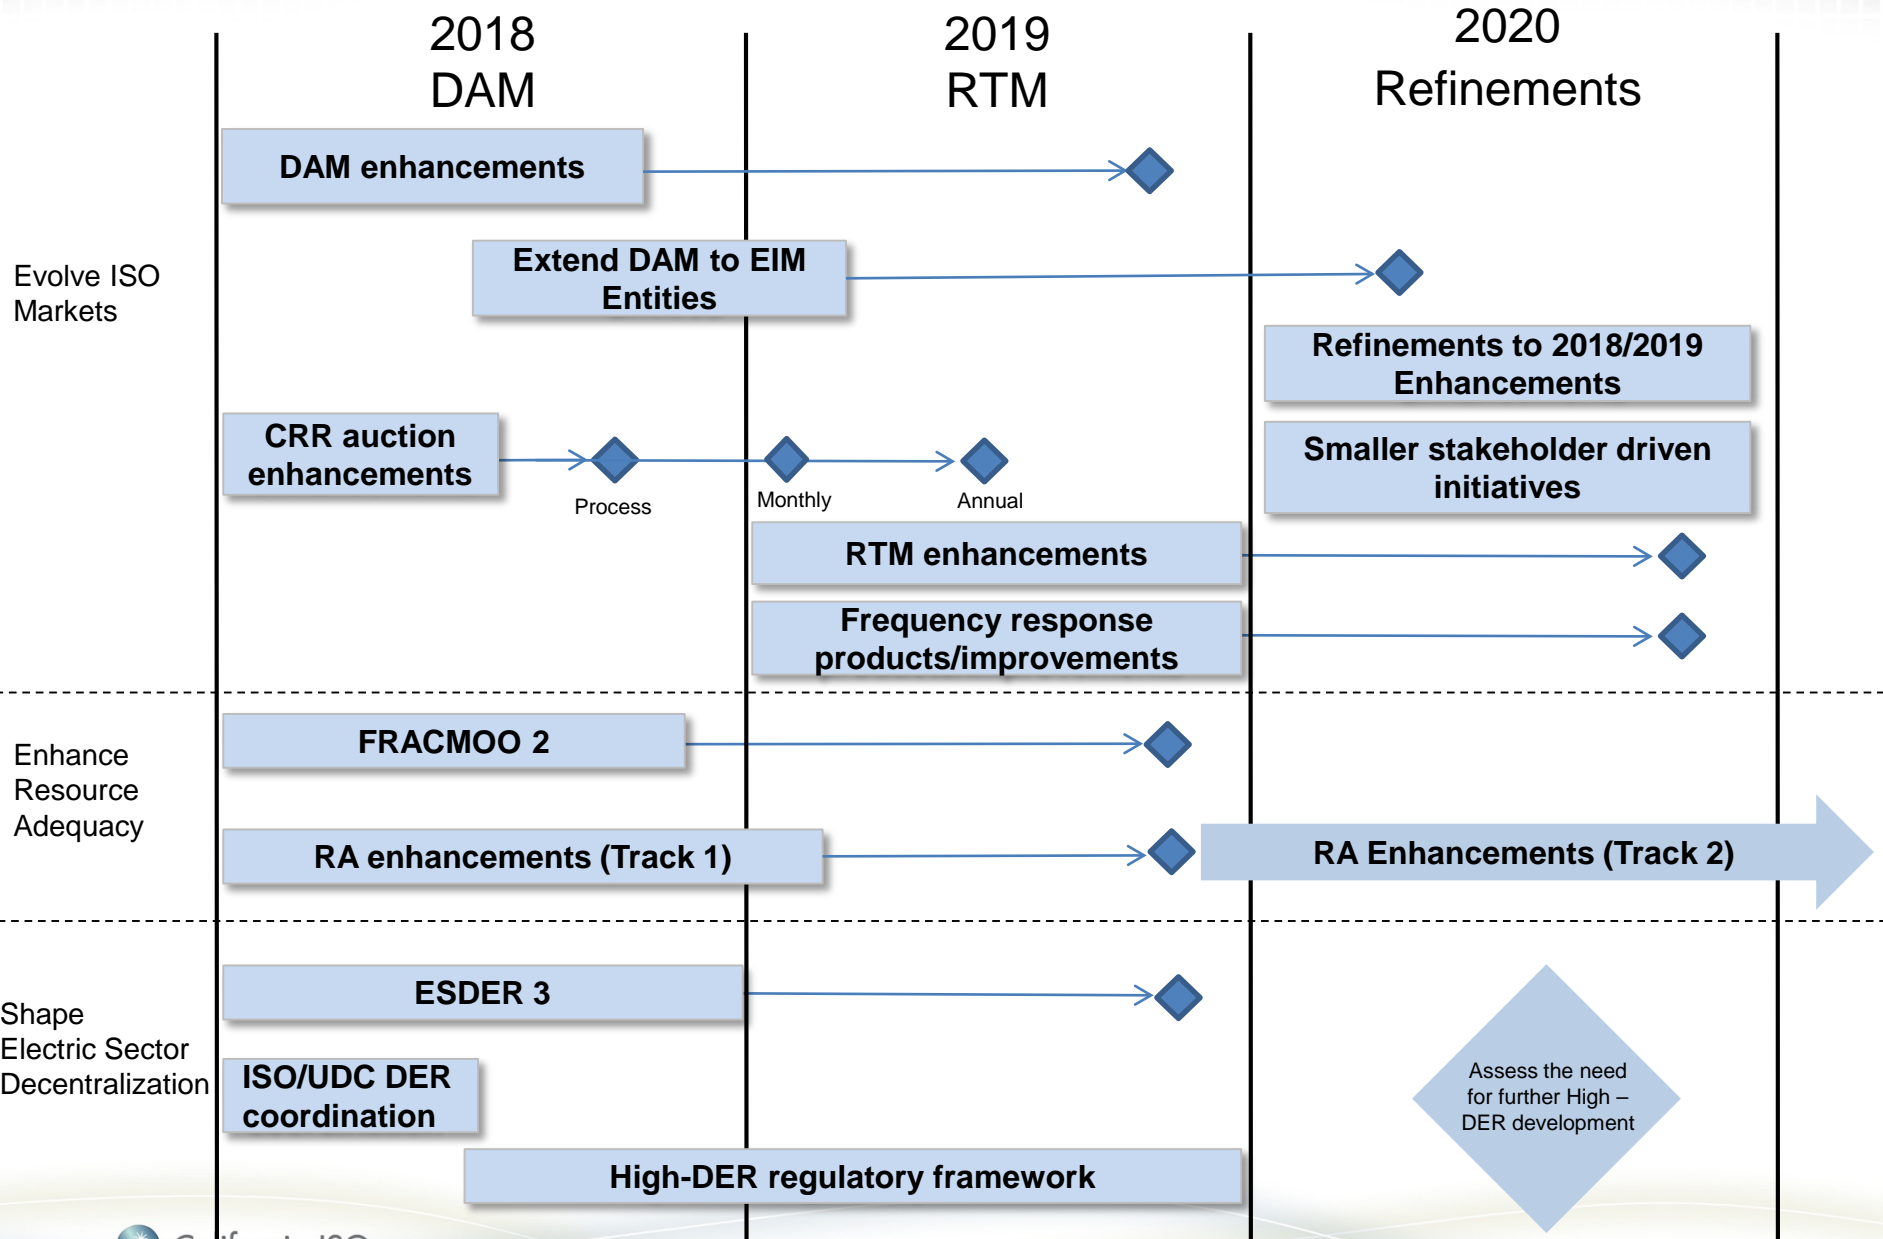 2018
DAM
2019
RTM
2020
Refinements
Evolve ISO
Markets
DAM enhancements
Extend DAM to EIM
Entities
Refinements to 2018/2019
Enhancements
CRR auction
enhancements
Process
Monthly
Annual
Smaller stakeholder driven
initiatives
RTM enhancements
Frequency response
products/improvements
Enhance
Resource
Adequacy
FRACMOO 2
RA enhancements (Track 1)
RA Enhancements (Track 2)
Shape
Electric Sector
Decentralization
ESDER 3
ISO/UDC DER
coordination
High-DER regulatory framework
Assess the need
for further High –
DER development
California ISO